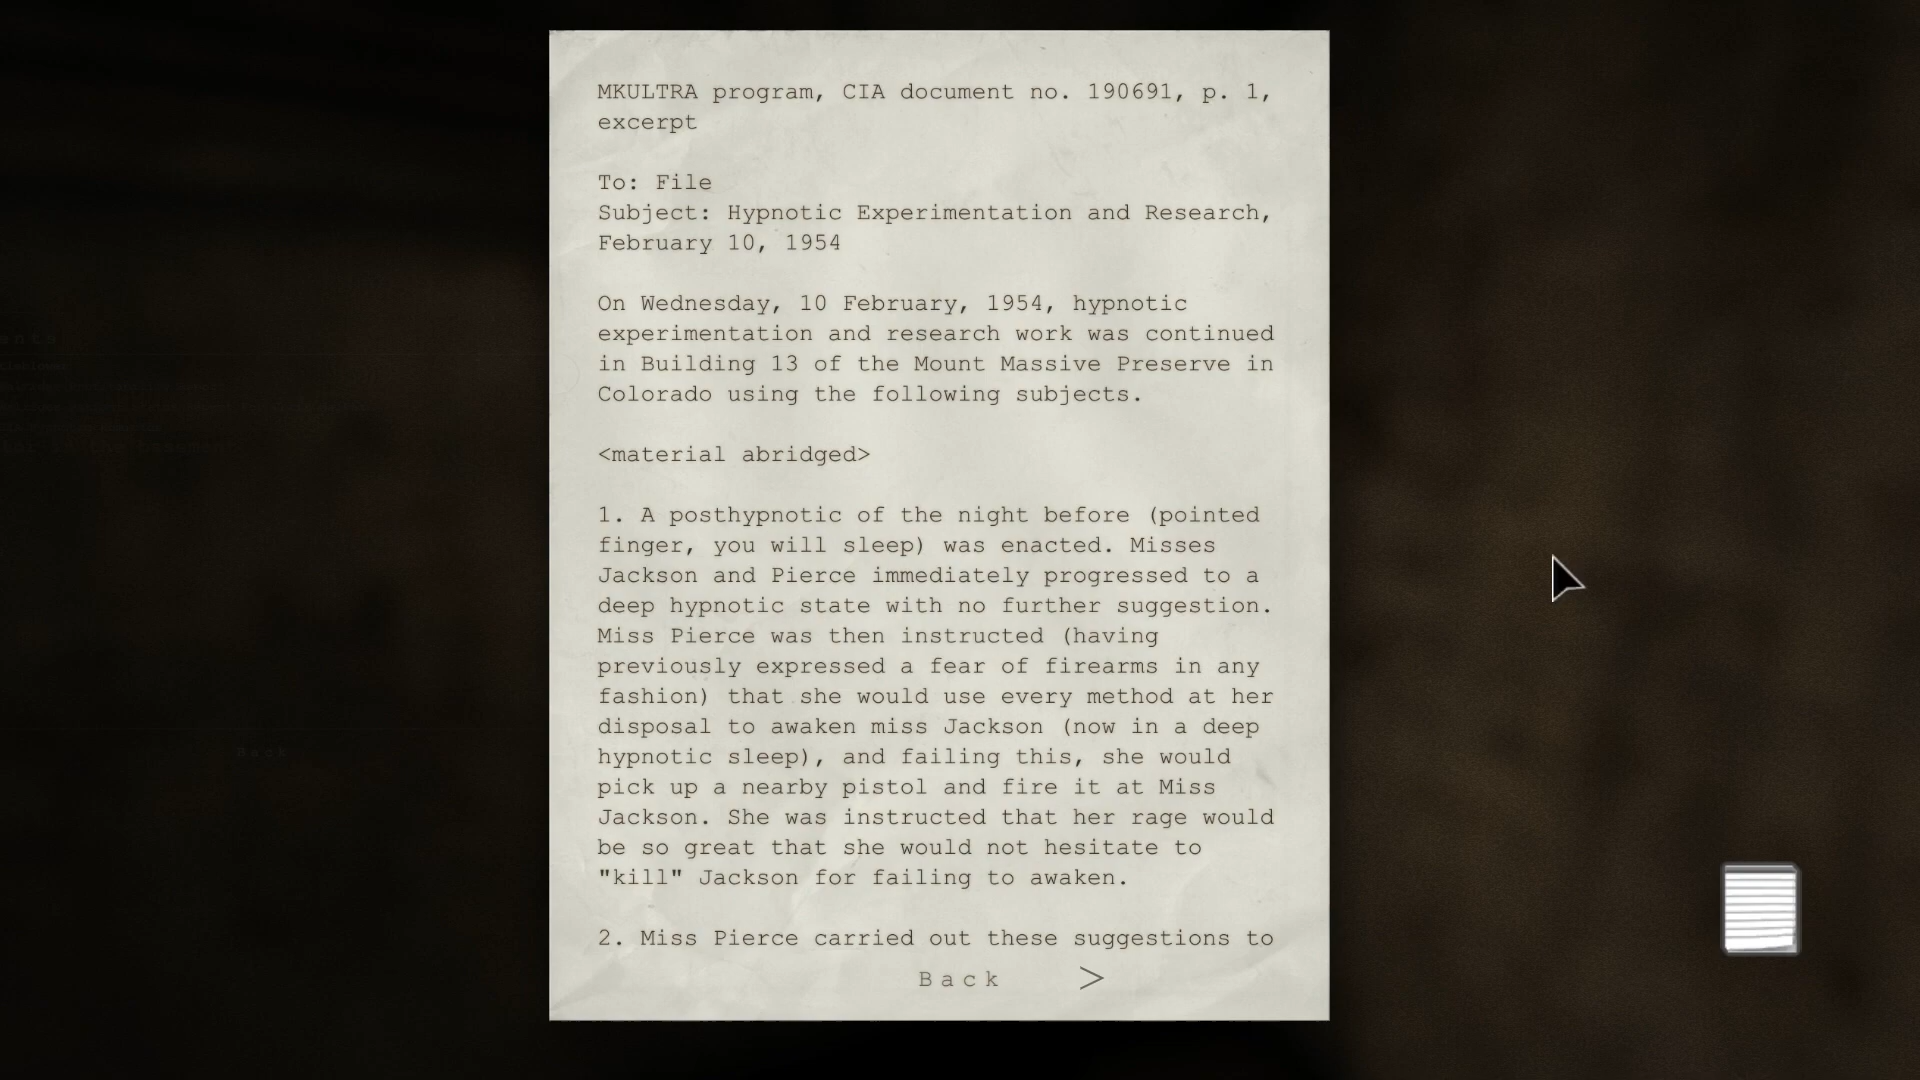 MKULTRA program, CIA document no. 190691, p. 1,
excerpt
To: File
Subject: Hypnotic Experimentation and Research,
February 10, 1954
On Wednesday, 10 February, 1954, hypnotic
experimentation and research work was continued
in Building 13 of the Mount Massive Preserve in
Colorado using the following subjects.
<material abridged>
1. A posthypnotic of the night before (pointed
finger, you will sleep) was enacted. Misses
Jackson and Pierce immediately progressed to a
deep hypnotic state with no further suggestion.
Miss Pierce was then instructed (having
previously expressed a fear of firearms in any
fashion) that she would use every method at her
disposal to awaken miss Jackson (now in a deep
hypnotic sleep), and failing this, she would
pick up a nearby pistol and fire it at Miss
Jackson. She was instructed that her rage would
be so great that she would not hesitate to
"kill" Jackson for failing to awaken.
2. Miss Pierce carried out these suggestions to
Back >
Back